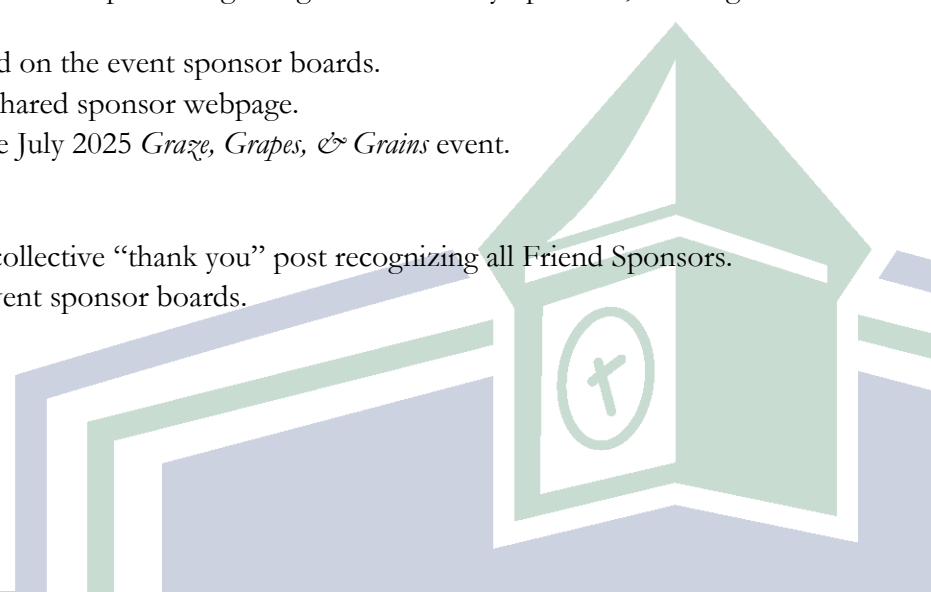 d on the event sponsor boards.
hared sponsor webpage.
e July 2025 Graze, Grapes, & Grains event.
collective “thank you” post recognizing all Friend Sponsors.
vent sponsor boards.